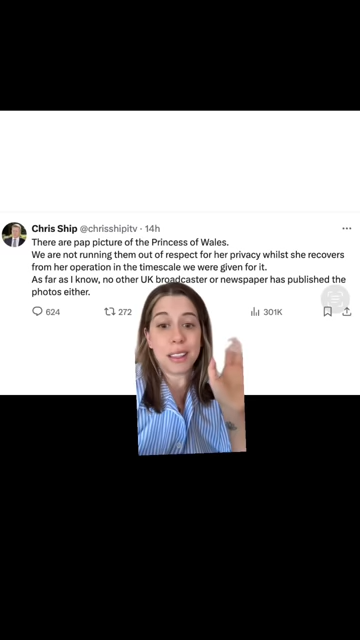 Chris Ship @chrisshipitv · 14h
There are pap picture of the Princess of Wales.
We are not running them out of respect for her privacy whilst she recovers
from her operation in the timescale we were given for it.
As far as I know, no other UK broadcaster or newspaper has published the
photos either.
624 272 301K